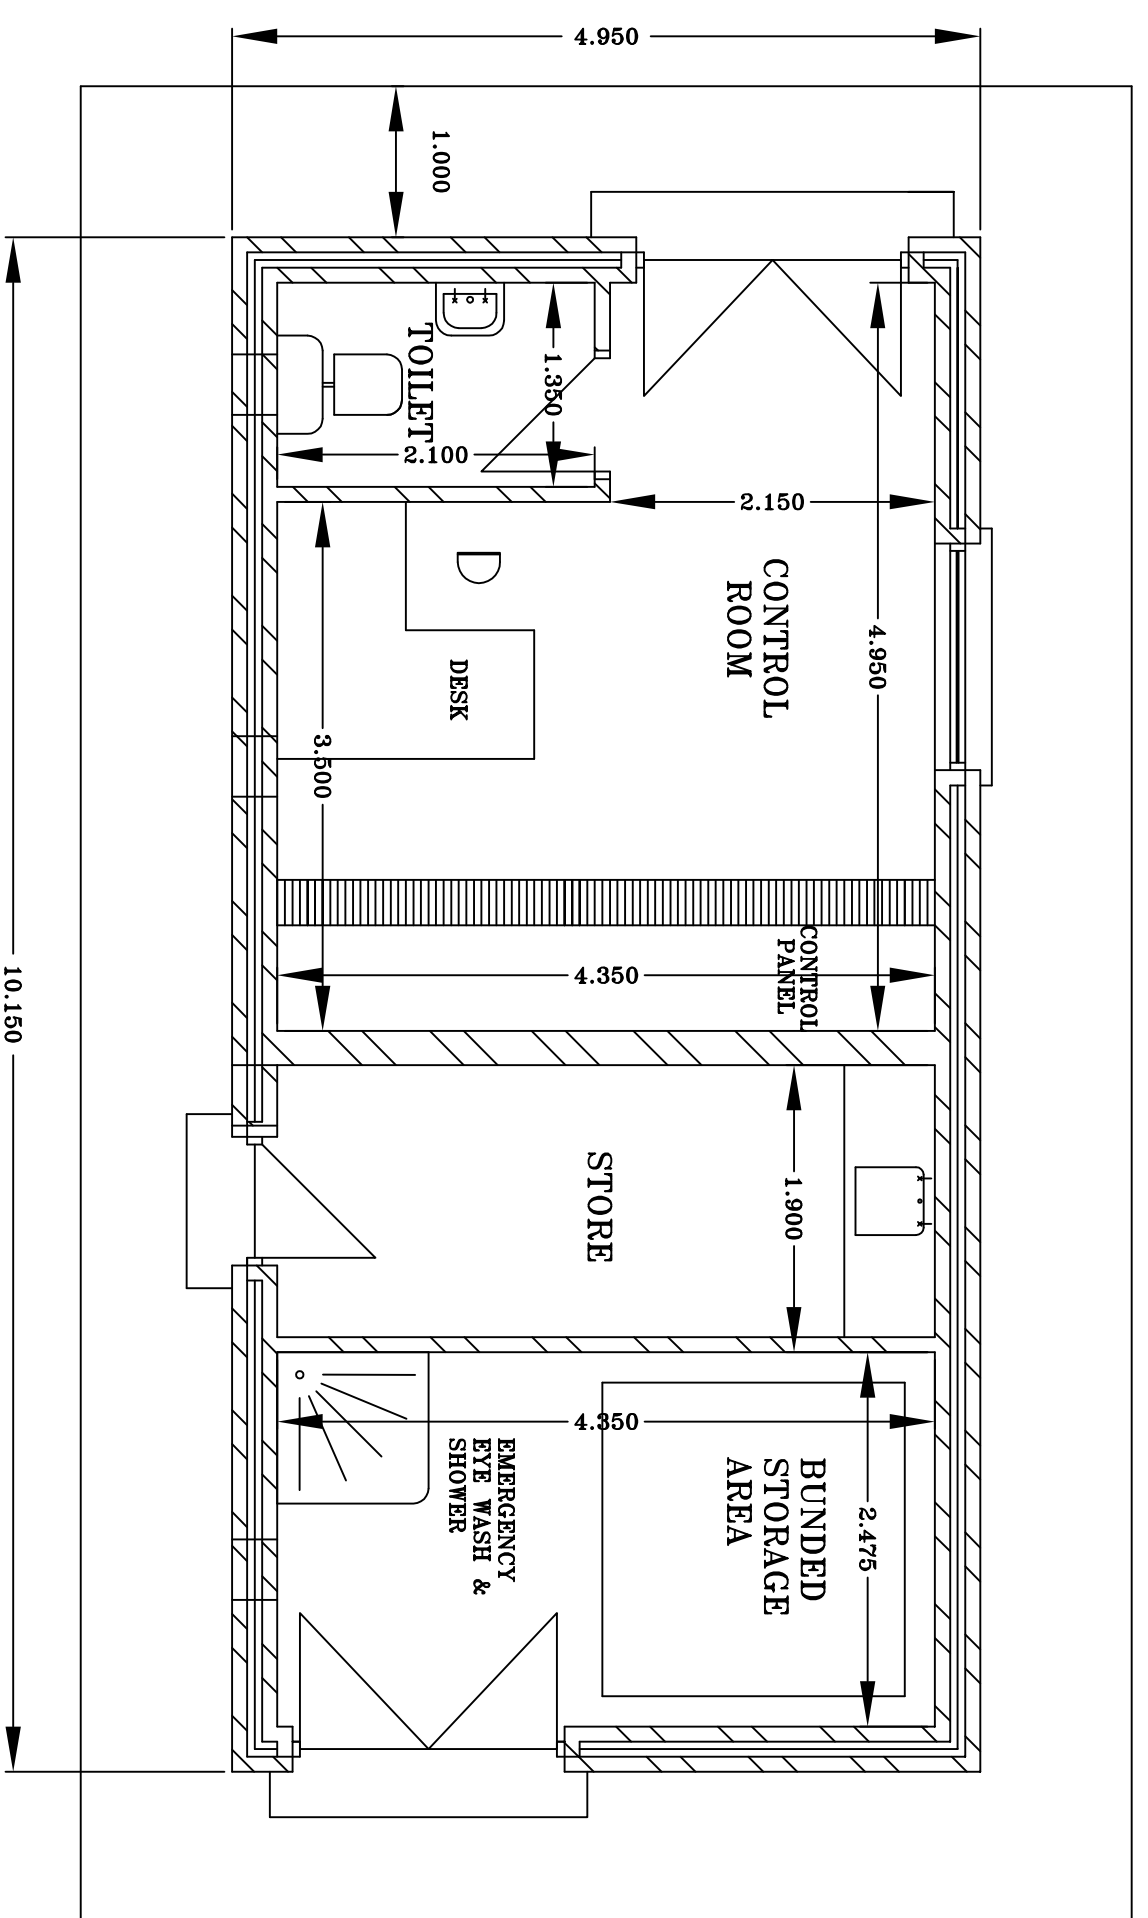 4.950
1.000
TOILET
1.350
2.100
2.150
CONTROL
ROOM
4.950
DESK
3.500
CONTROL
PANEL
4.350
10.150
STORE
1.900
4.350
EMERGENCY
EYE WASH &
SHOWER
BUNDED
STORAGE
AREA
2.475